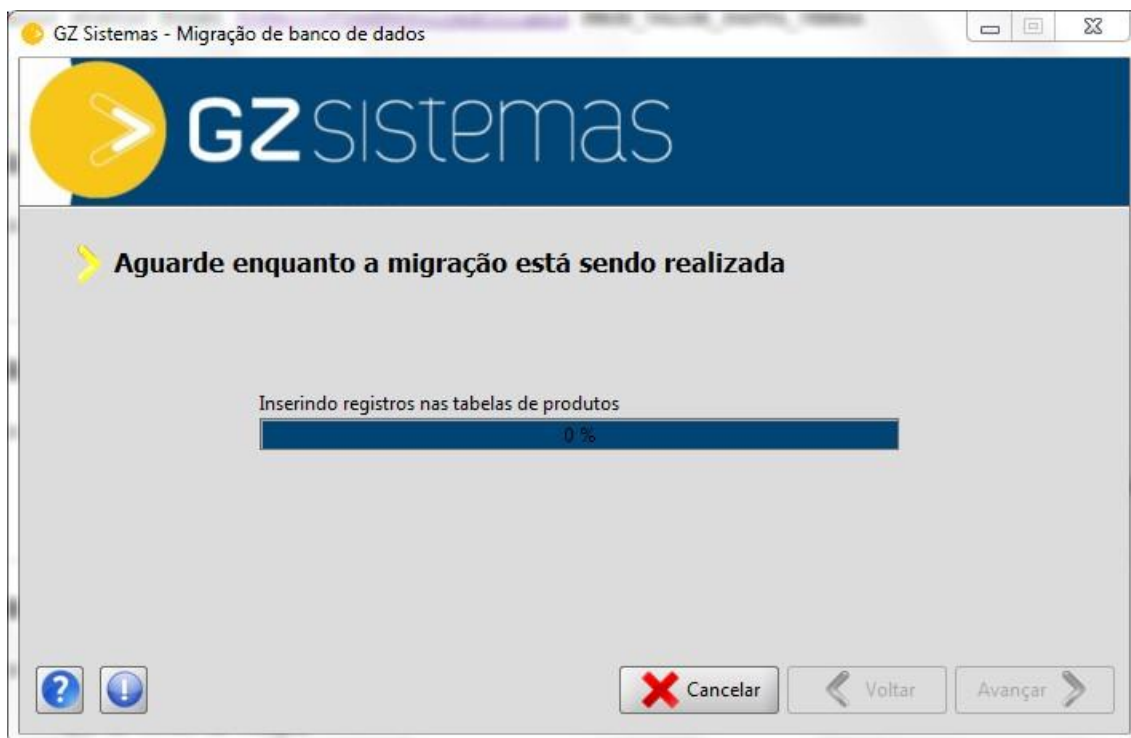 GZ Sistemas - Migração de banco de dados
GZsistemas
Aguarde enquanto a migração está sendo realizada
Inserindo registros nas tabelas de produtos
0 %
Cancelar
Voltar
Avançar